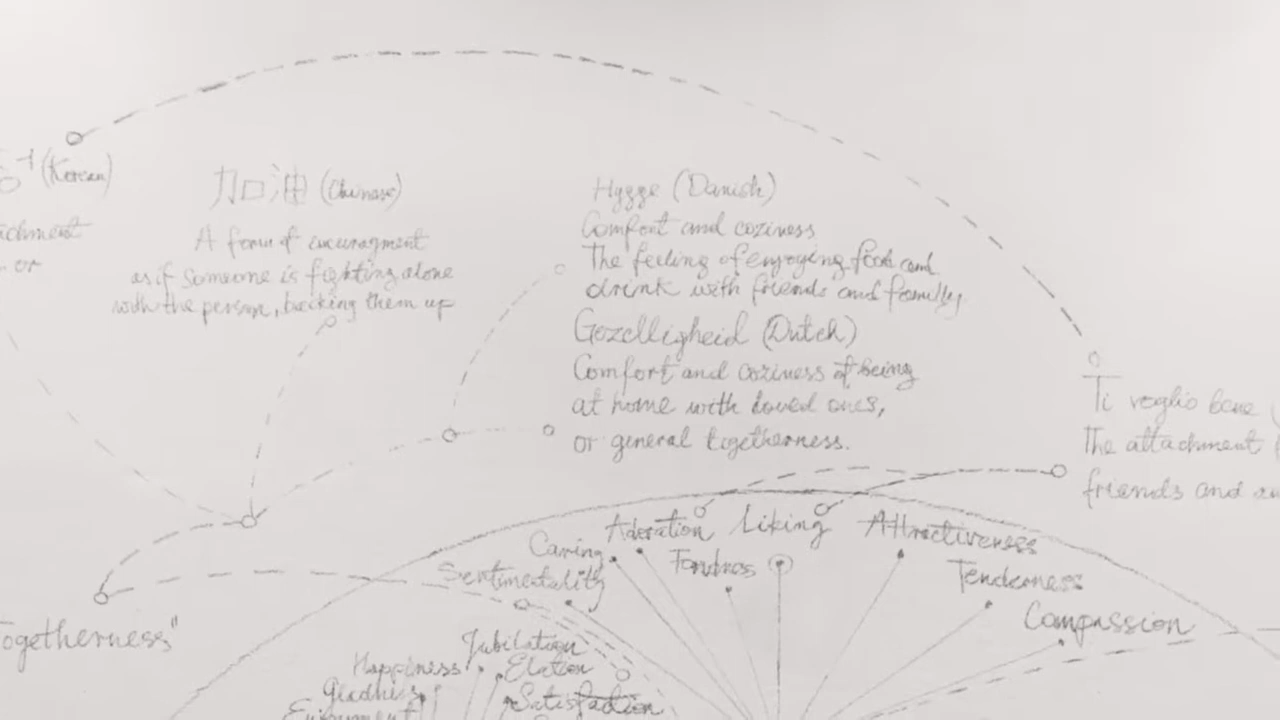 (Korean)
or
加油 (Chinese)
A form of encouragment
as if someone is fighting alone
with the person, backing them up
Hygge (Danish)
Comfort and coziness
The feeling of enjoying food and
drink with friends and family
Gezelligheid (Dutch)
Comfort and coziness of being
at home with loved ones,
or general togetherness.
Ti voglio bene
The attachment
friends and
Togetherness"
Adoration
Liking
Attractiveness
Caring
Fondness
Sentimentality
Tenderness
Compassion
Jubilation
Happiness
Elation
Satisfaction